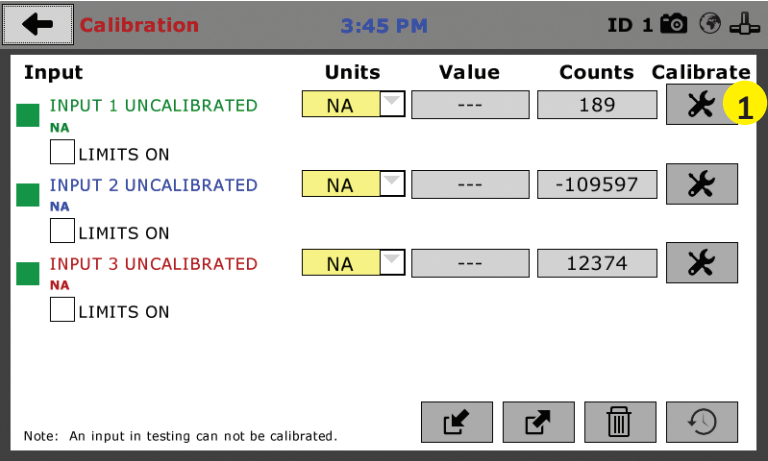 Calibration 3:45 PM ID 1
Input Units Value Counts Calibrate
INPUT 1 UNCALIBRATED NA --- 189 1
NA
LIMITS ON
INPUT 2 UNCALIBRATED NA --- -109597
NA
LIMITS ON
INPUT 3 UNCALIBRATED NA --- 12374
NA
LIMITS ON
Note: An input in testing can not be calibrated.